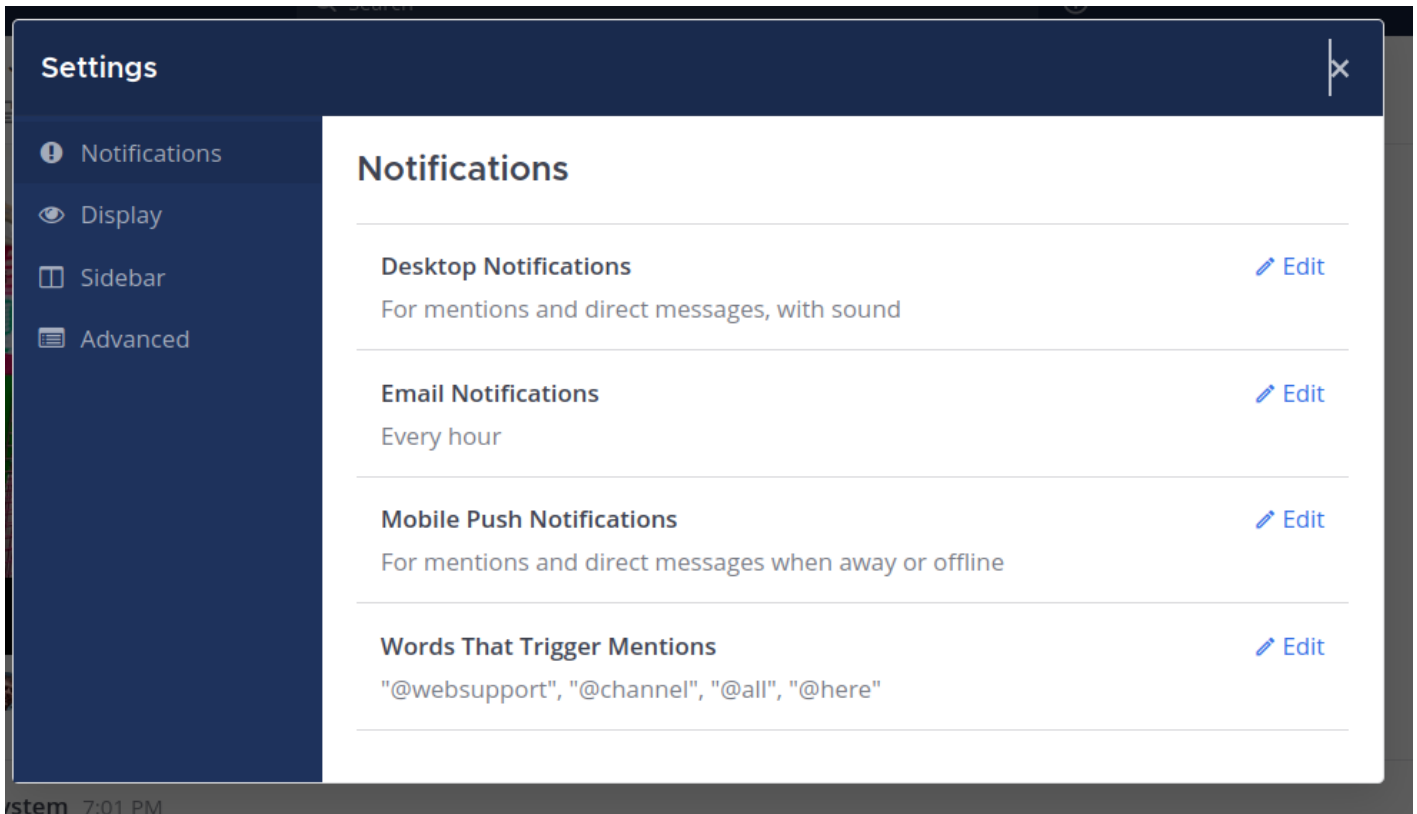 Search
Settings
Notifications
Display
Sidebar
Advanced
Notifications
Desktop Notifications
Edit
For mentions and direct messages, with sound
Email Notifications
Edit
Every hour
Mobile Push Notifications
Edit
For mentions and direct messages when away or offline
Words That Trigger Mentions
Edit
"@websupport", "@channel", "@all", "@here"
ystem 7:01 PM